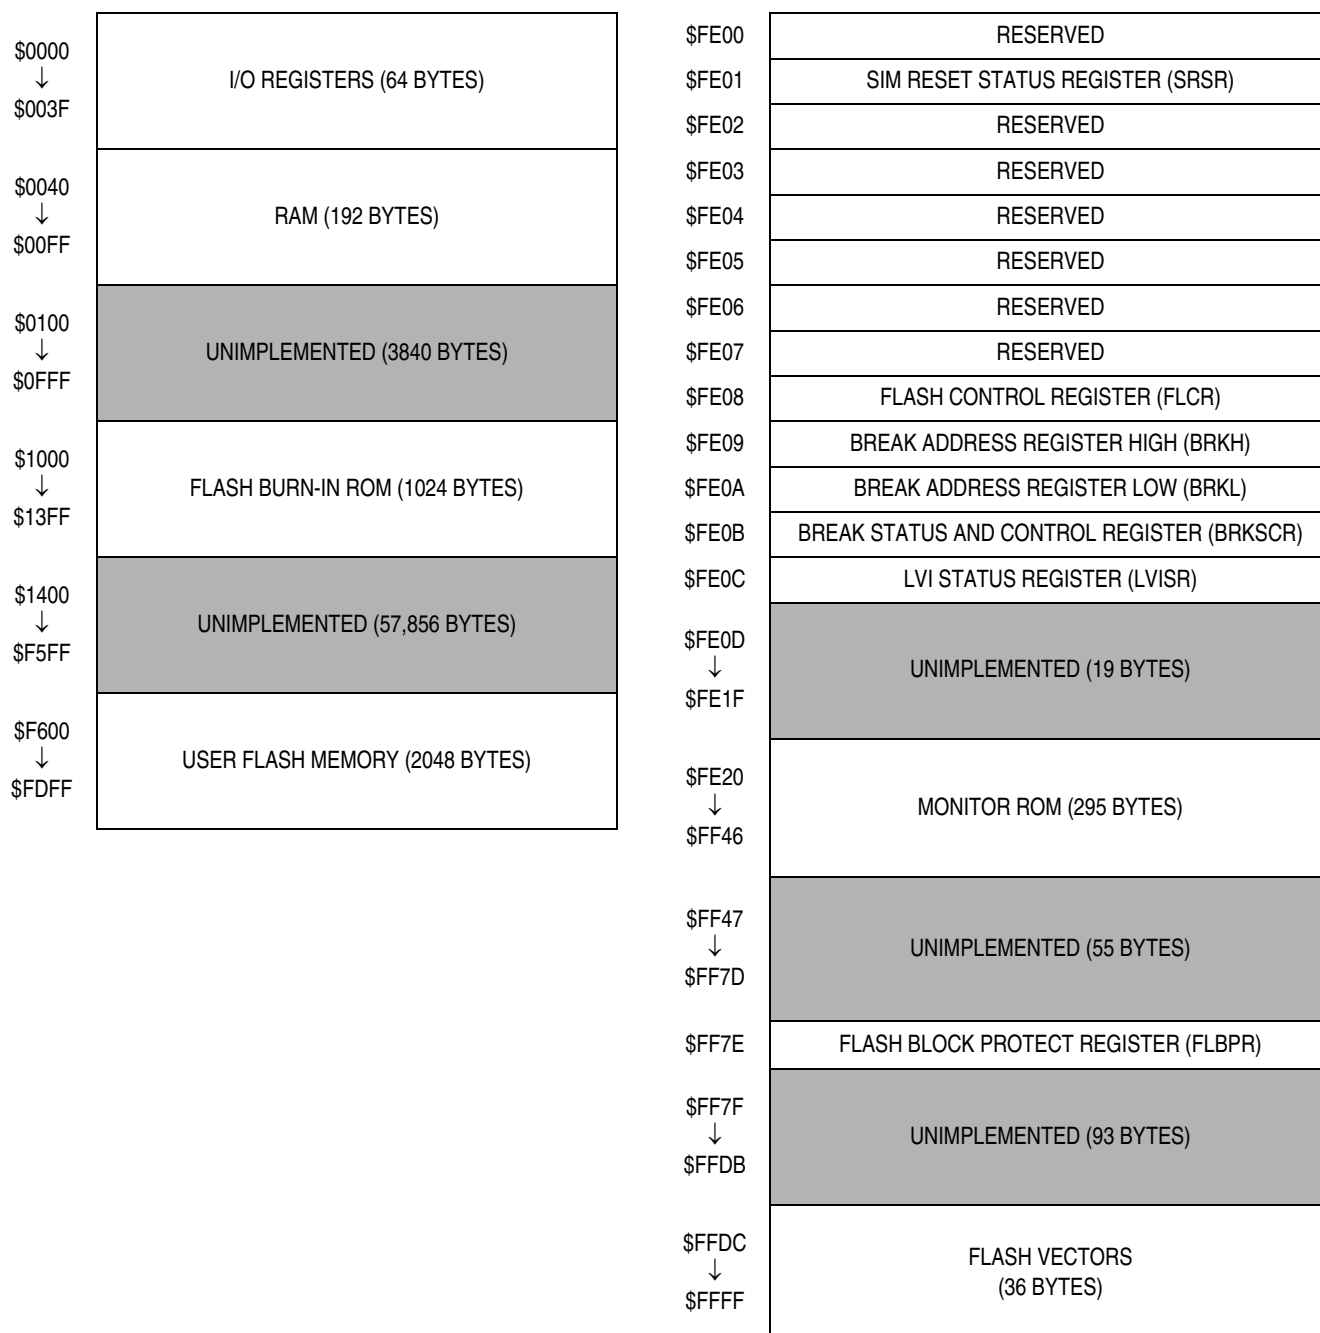 $0000
↓
$003F
I/O REGISTERS (64 BYTES)
$0040
↓
$00FF
RAM (192 BYTES)
$0100
↓
$0FFF
UNIMPLEMENTED (3840 BYTES)
$1000
↓
$13FF
FLASH BURN-IN ROM (1024 BYTES)
$1400
↓
$F5FF
UNIMPLEMENTED (57,856 BYTES)
$F600
↓
$FDFF
USER FLASH MEMORY (2048 BYTES)
$FE00 RESERVED
$FE01 SIM RESET STATUS REGISTER (SRSR)
$FE02 RESERVED
$FE03 RESERVED
$FE04 RESERVED
$FE05 RESERVED
$FE06 RESERVED
$FE07 RESERVED
$FE08 FLASH CONTROL REGISTER (FLCR)
$FE09 BREAK ADDRESS REGISTER HIGH (BRKH)
$FE0A BREAK ADDRESS REGISTER LOW (BRKL)
$FE0B BREAK STATUS AND CONTROL REGISTER (BRKSCR)
$FE0C LVI STATUS REGISTER (LVISR)
$FE0D
↓
$FE1F
UNIMPLEMENTED (19 BYTES)
$FE20
↓
$FF46
MONITOR ROM (295 BYTES)
$FF47
↓
$FF7D
UNIMPLEMENTED (55 BYTES)
$FF7E FLASH BLOCK PROTECT REGISTER (FLBPR)
$FF7F
↓
$FFDB
UNIMPLEMENTED (93 BYTES)
$FFDC
↓
$FFFF
FLASH VECTORS
(36 BYTES)